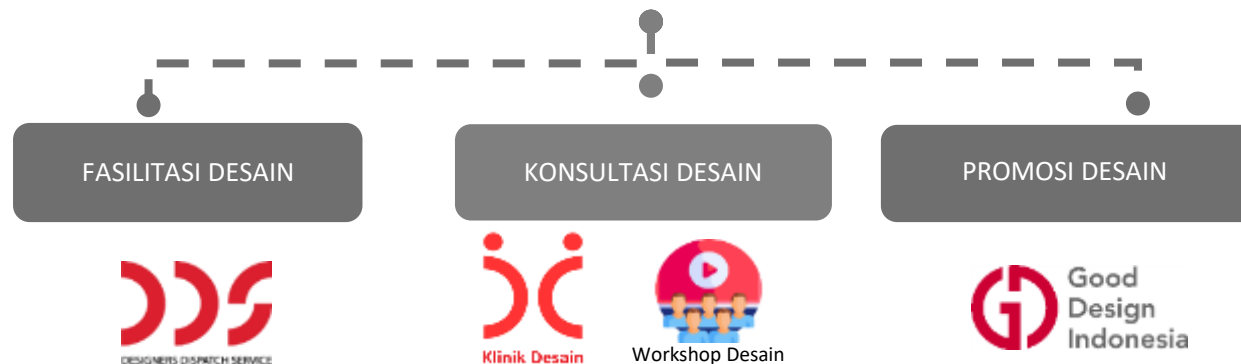 FASILITASI DESAIN
KONSULTASI DESAIN
PROMOSI DESAIN
DESIGNERS DISPATCH SERVICE
Klinik Desain
Workshop Desain
Good
Design
Indonesia